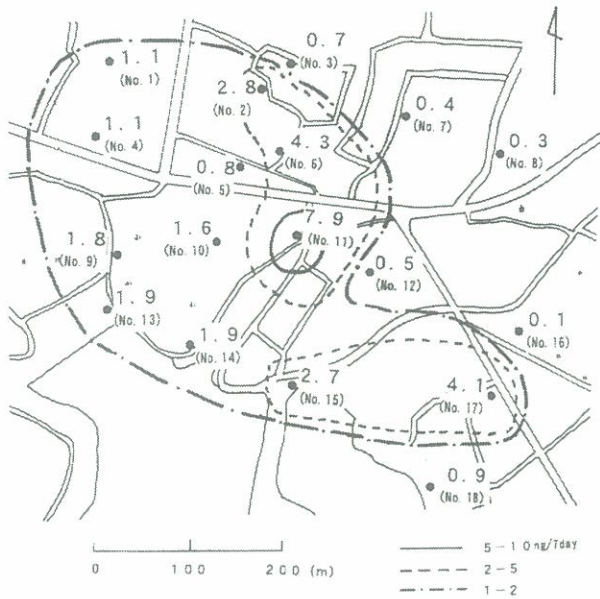 0.7
(No. 3)
1.1
(No. 1)
2.8
(No. 2)
0.4
(No. 7)
1.1
(No. 4)
4.3
(No. 6)
0.3
(No. 8)
0.8
(No. 5)
7.9
(No. 11)
1.6
(No. 10)
1.8
(No. 9)
0.5
(No. 12)
1.9
(No. 13)
1.9
(No. 14)
0.1
(No. 16)
2.7
(No. 15)
4.1
(No. 17)
0.9
(No. 18)
0 100 200 (m)
5-10 ng/7day
2-5
1-2